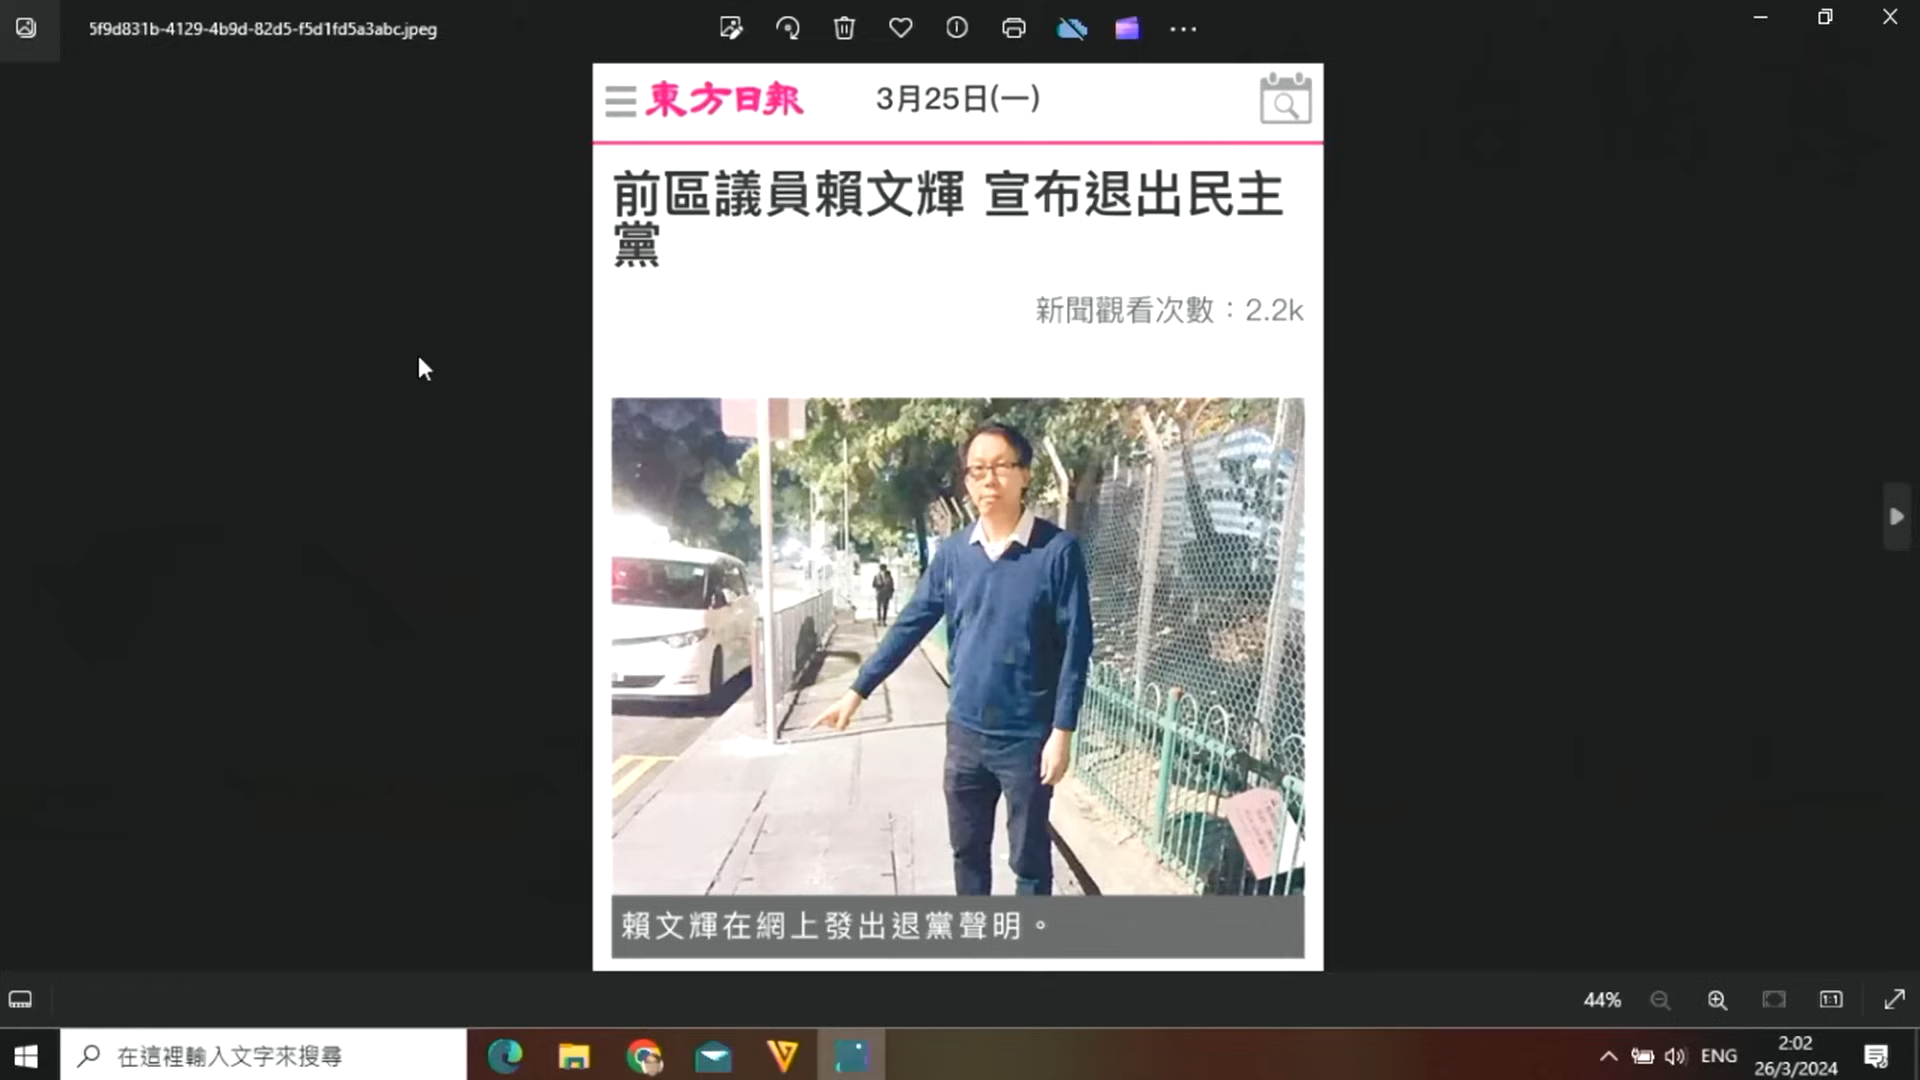 5f9d831b-4129-4b9d-82d5-f5d1fd5a3abc.jpeg
東方日報
3月25日(一)
前區議員賴文輝 宣布退出民主
黨
新聞觀看次數：2.2k
賴文輝在網上發出退黨聲明。
44%
1:1
在這裡輸入文字來搜尋
ENG
2:02
26/3/2024